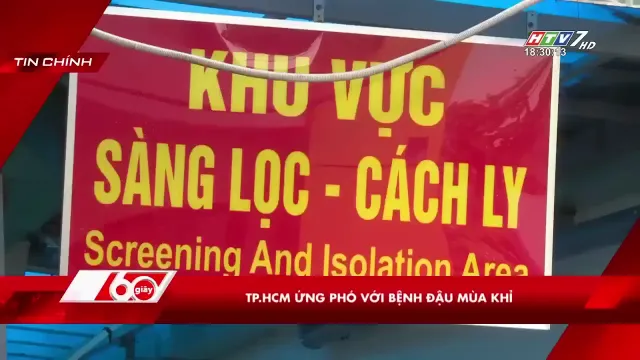 TIN CHÍNH
HTV7 HD
18:30:13
KHU VỰC
SÀNG LỌC - CÁCH LY
Screening And Isolation Area
60 giây
TP.HCM ỨNG PHÓ VỚI BỆNH ĐẬU MÙA KHỈ